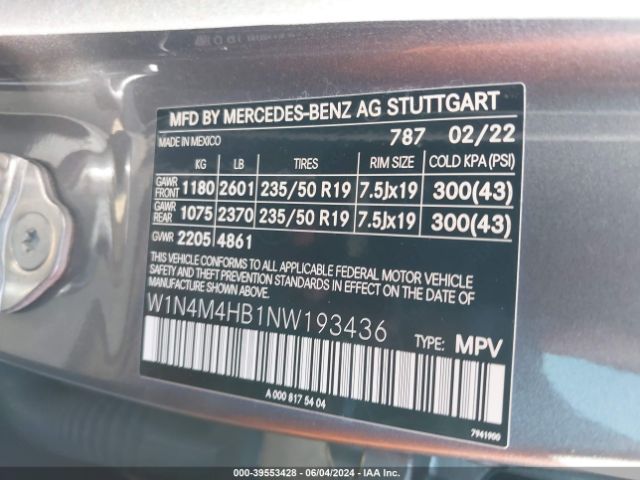 MFD BY MERCEDES-BENZ AG STUTTGART
MADE IN MEXICO 787 02/22
KG LB TIRES RIM SIZE COLD KPA (PSI)
GAWR FRONT 1180 2601 235/50 R19 7.5Jx19 300(43)
GAWR REAR 1075 2370 235/50 R19 7.5Jx19 300(43)
GVWR 2205 4861
THIS VEHICLE CONFORMS TO ALL APPLICABLE FEDERAL MOTOR VEHICLE
SAFETY AND THEFT PREVENTION STANDARDS IN EFFECT ON THE DATE OF
MANUFACTURE SHOWN ABOVE.
W1N4M4HB1NW193436
TYPE: MPV
A 000 817 54 04
7941900
000-39553428 - 06/04/2024 - IAA Inc.